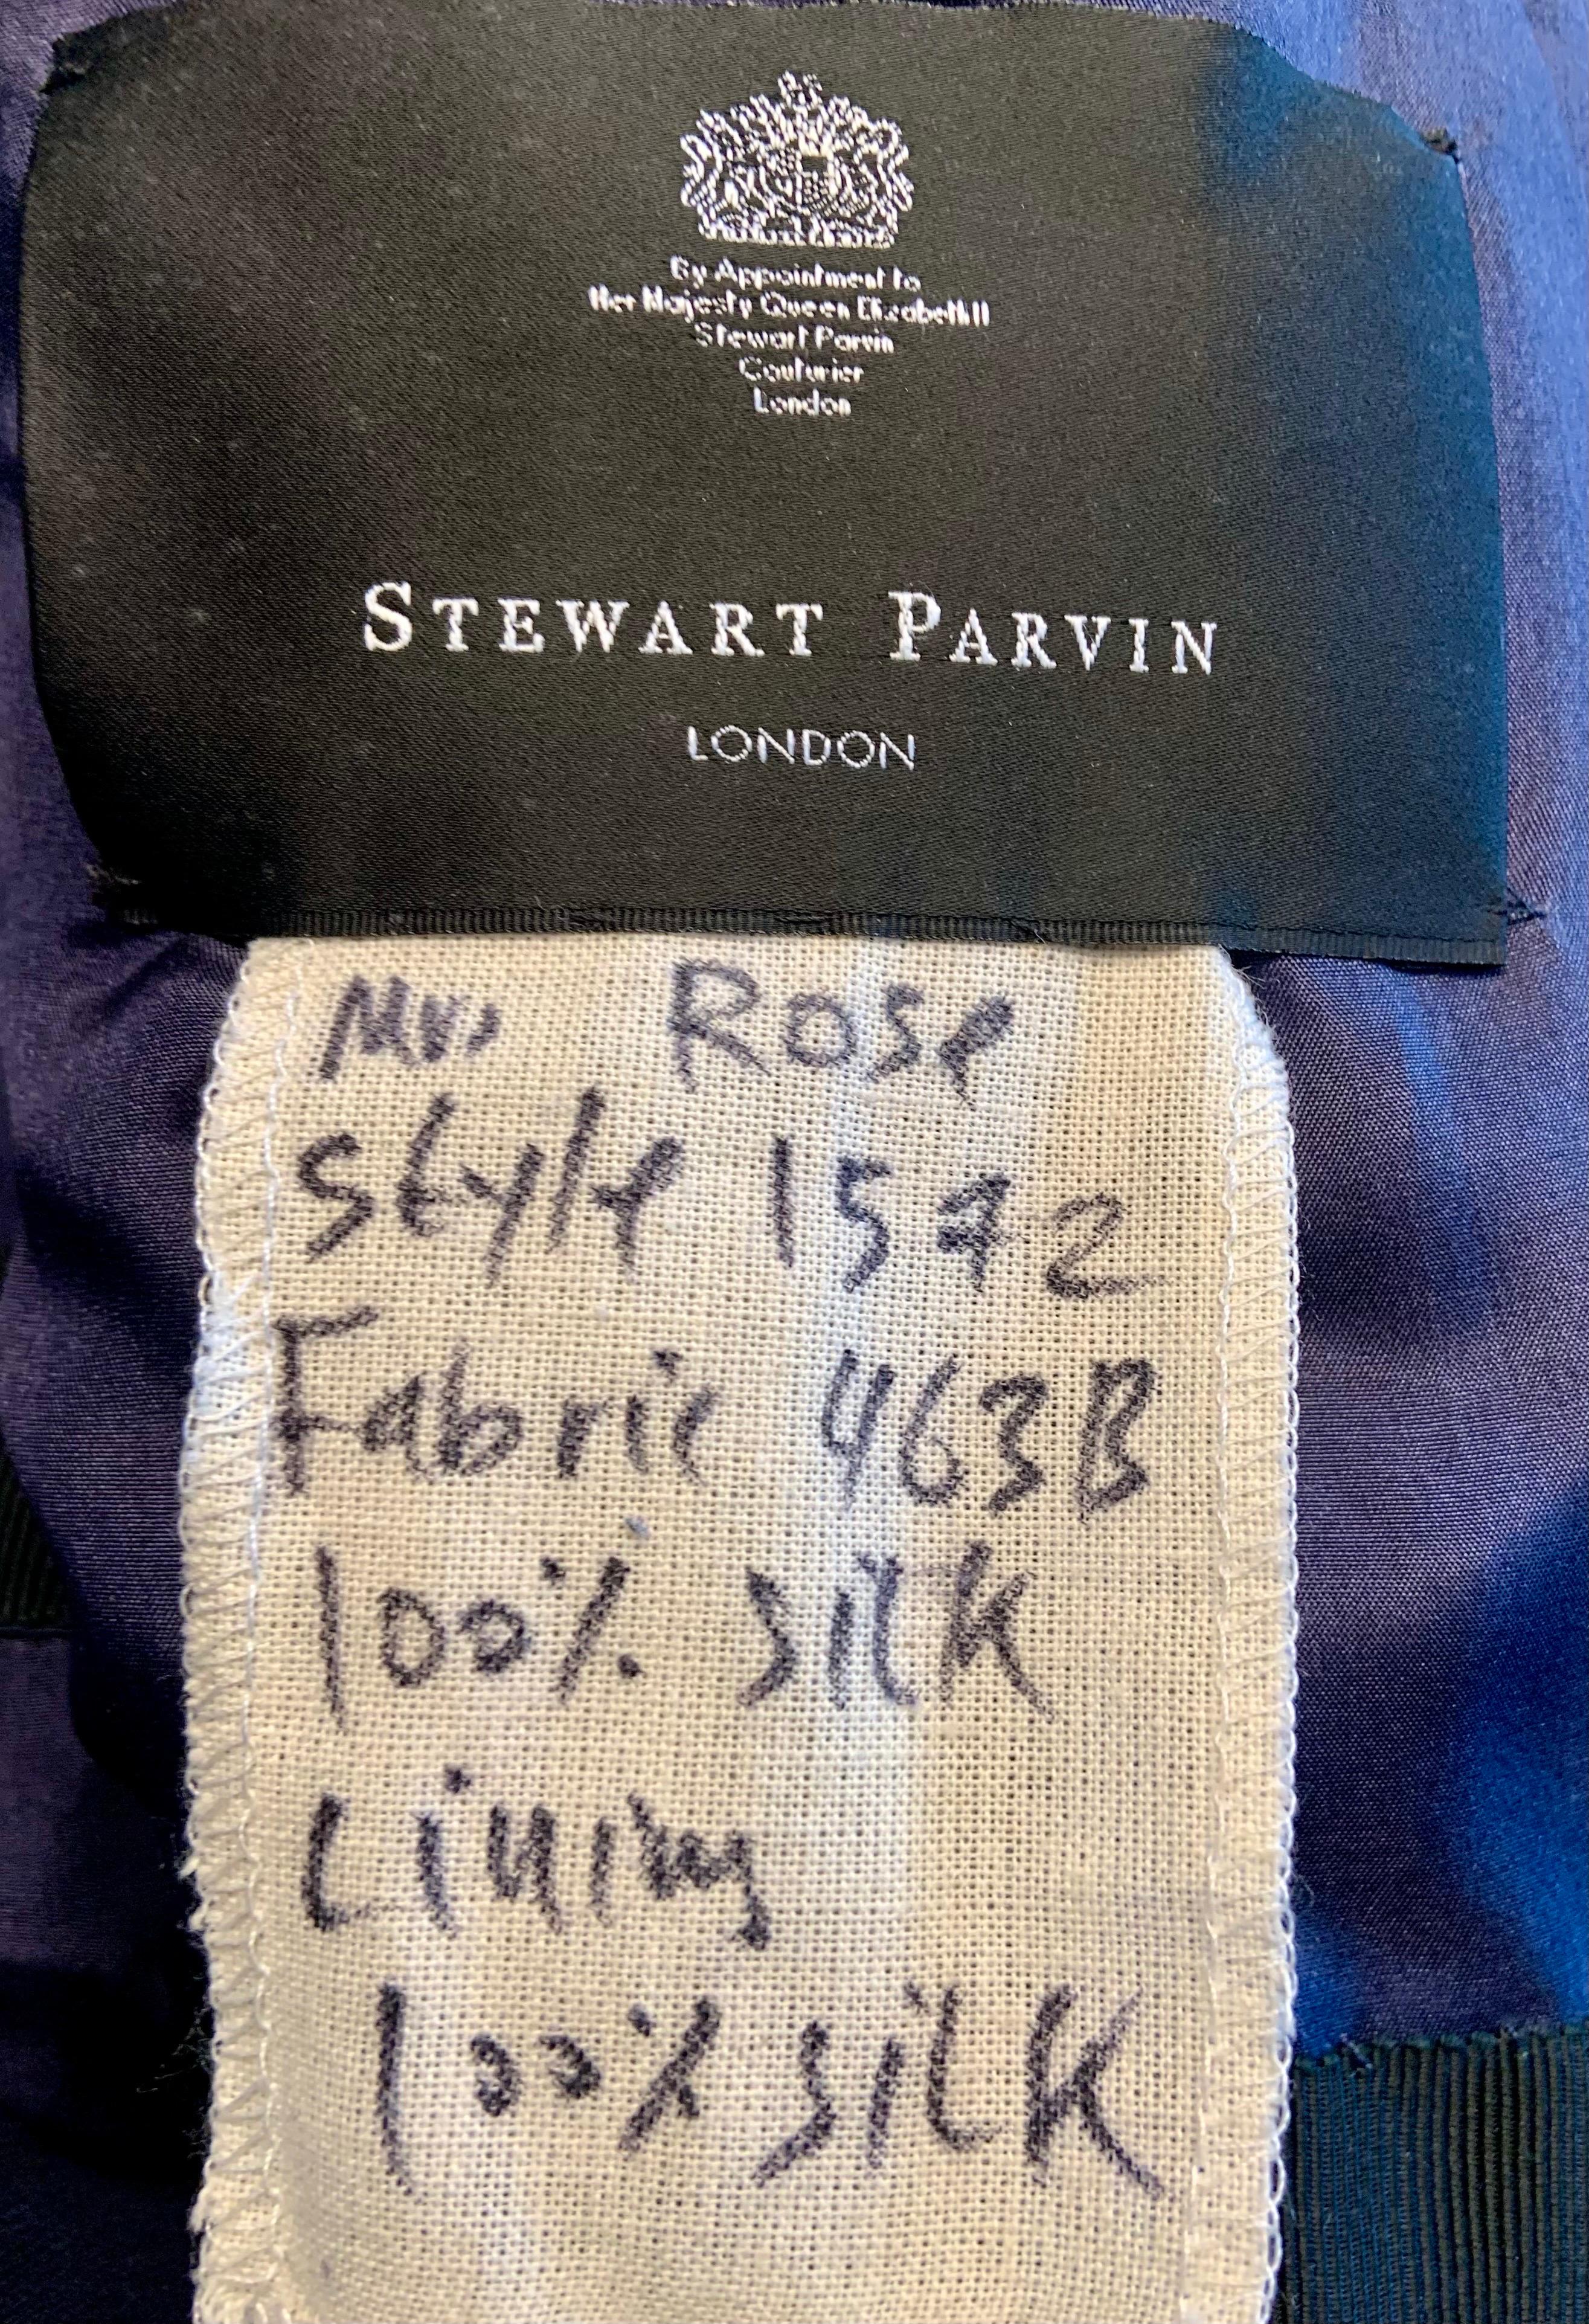 By Appointment to
Her Majesty Queen Elizabeth II
Stewart Parvin
Couturier
London
STEWART PARVIN
LONDON
Mrs Rose
Style 1542
Fabric 463B
100% SILK
Lining
100% SILK